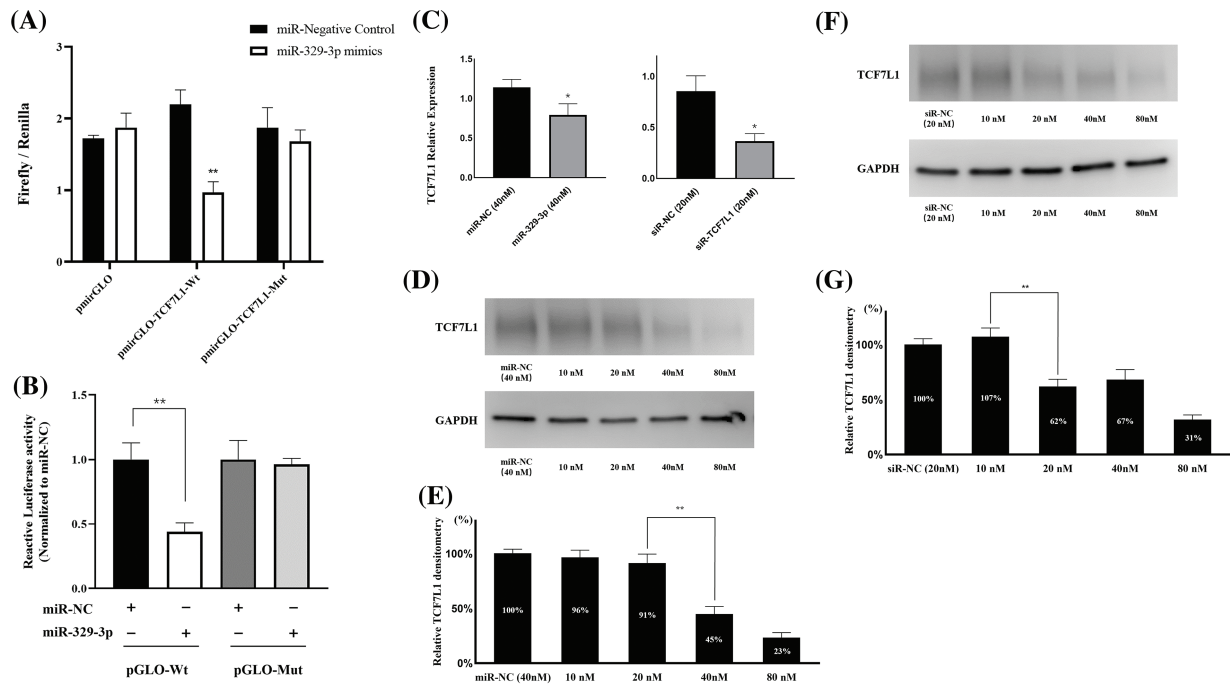 (A)
miR-Negative Control
miR-329-3p mimics
Firefly / Renilla
3
2
1
0
**
pmirGLO
pmirGLO-TCF7L1-Wt
pmirGLO-TCF7L1-Mut
(B)
Reactive Luciferase activity
(Normalized to miR-NC)
1.5
1.0
0.5
0.0
**
miR-NC + − + −
miR-329-3p − + − +
pGLO-Wt pGLO-Mut
(C)
TCF7L1 Relative Expression
1.5
1.0
0.5
0.0
*
miR-NC (40nM)
miR-329-3p (40nM)
1.0
0.5
0.0
*
siR-NC (20nM)
siR-TCF7L1 (20nM)
(D)
TCF7L1
miR-NC
(40 nM)
10 nM 20 nM 40nM 80nM
GAPDH
miR-NC
(40 nM)
10 nM 20 nM 40nM 80nM
(E)
Relative TCF7L1 densitometry
(%)
100%
50%
0%
**
100% 96% 91% 45% 23%
miR-NC (40nM) 10 nM 20 nM 40nM 80 nM
(F)
TCF7L1
siR-NC
(20 nM)
10 nM 20 nM 40nM 80nM
GAPDH
siR-NC
(20 nM)
10 nM 20 nM 40nM 80nM
(G)
Relative TCF7L1 densitometry
(%)
100%
50%
0%
**
100% 107% 62% 67% 31%
siR-NC (20nM) 10 nM 20 nM 40nM 80 nM